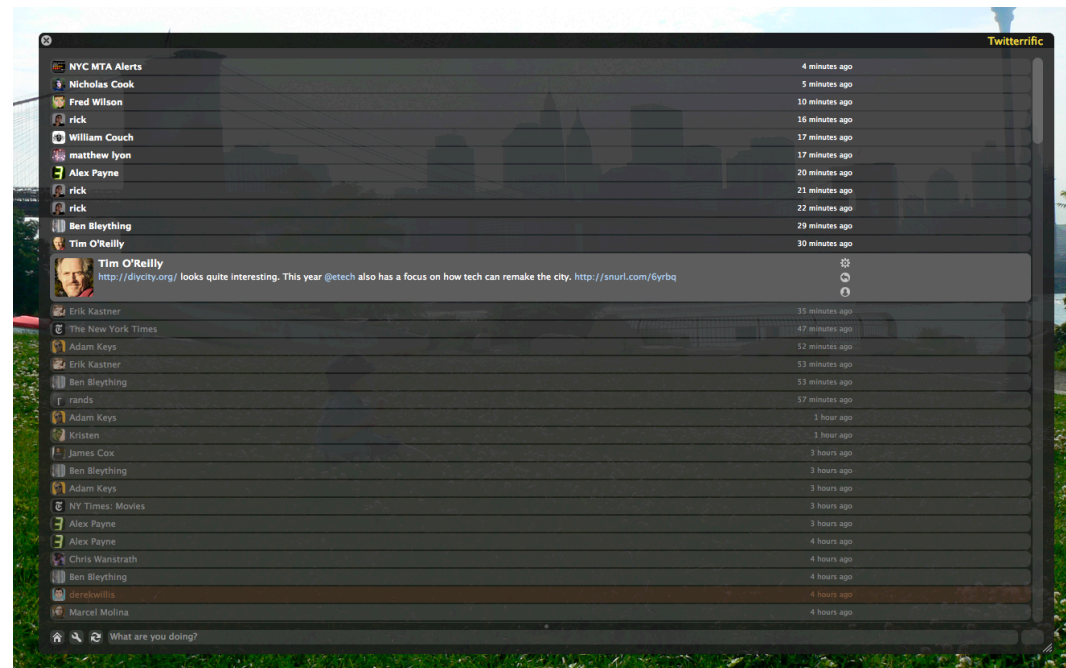 Twitterrific
NYC MTA Alerts 4 minutes ago
Nicholas Cook 5 minutes ago
Fred Wilson 10 minutes ago
rick 16 minutes ago
William Couch 17 minutes ago
matthew lyon 17 minutes ago
Alex Payne 20 minutes ago
rick 21 minutes ago
rick 22 minutes ago
Ben Bleything 29 minutes ago
Tim O'Reilly 30 minutes ago
Tim O'Reilly
http://diycity.org/ looks quite interesting. This year @etech also has a focus on how tech can remake the city. http://snurl.com/6yrbq
Erik Kastner 35 minutes ago
The New York Times 47 minutes ago
Adam Keys 52 minutes ago
Erik Kastner 53 minutes ago
Ben Bleything 53 minutes ago
rands 57 minutes ago
Adam Keys 1 hour ago
Kristen 1 hour ago
James Cox 3 hours ago
Ben Bleything 3 hours ago
Adam Keys 3 hours ago
NY Times: Movies 3 hours ago
Alex Payne 3 hours ago
Alex Payne 4 hours ago
Chris Wanstrath 4 hours ago
Ben Bleything 4 hours ago
derekwillis 4 hours ago
Marcel Molina 4 hours ago
What are you doing?